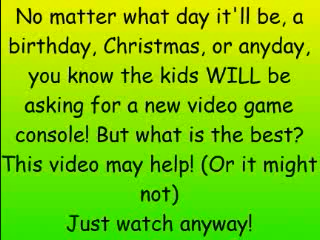 No matter what day it'll be, a
birthday, Christmas, or anyday,
you know the kids WILL be
asking for a new video game
console! But what is the best?
This video may help! (Or it might
not)
Just watch anyway!